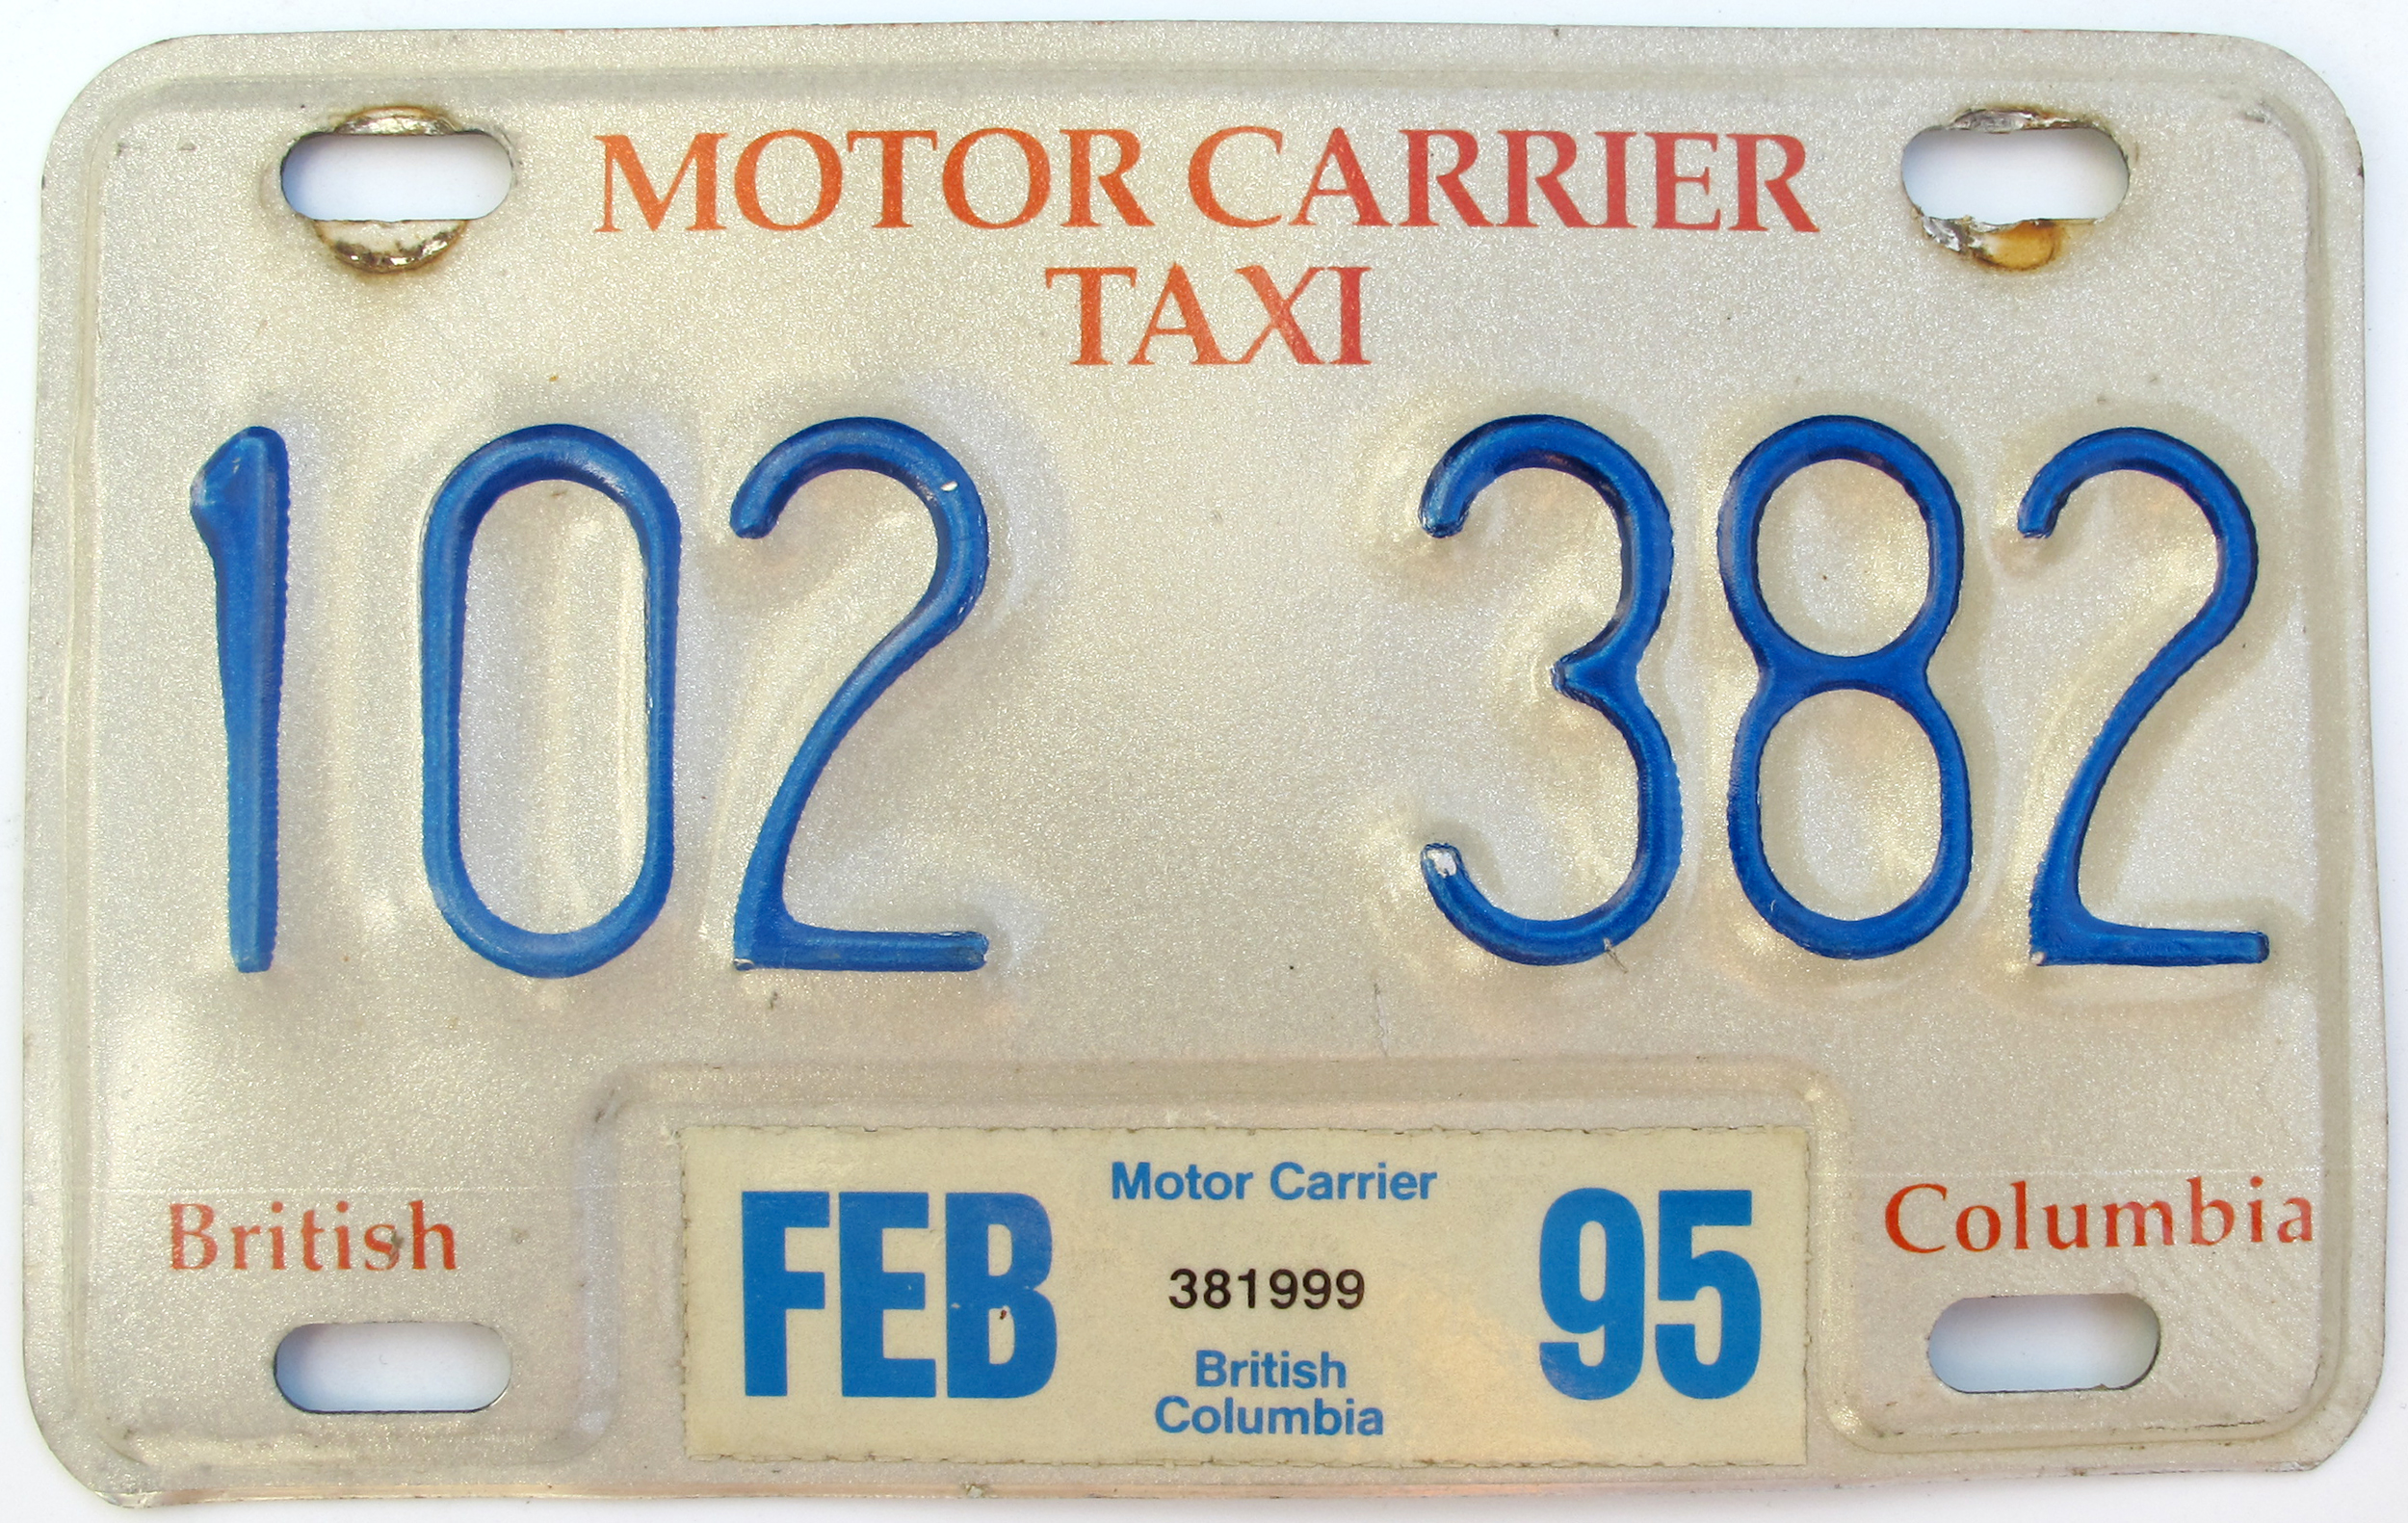 MOTOR CARRIER
TAXI
102 382
British Columbia
FEB 95
Motor Carrier
381999
British
Columbia